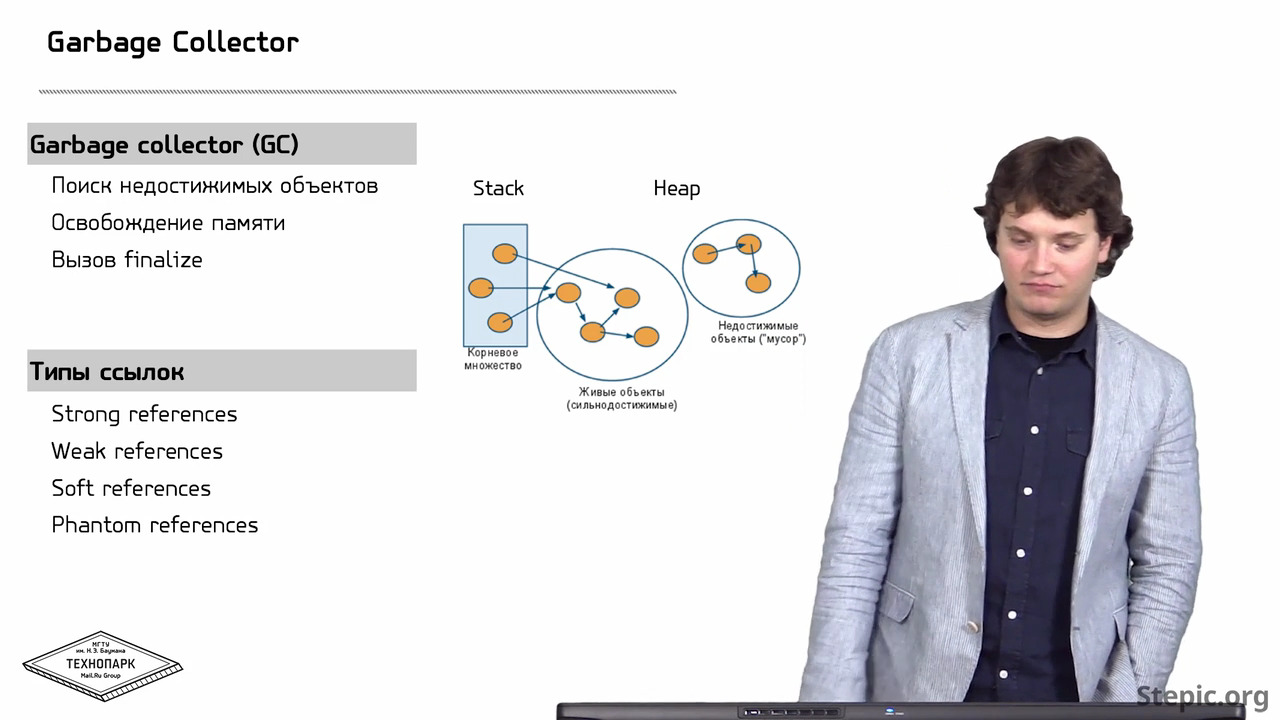 Garbage Collector
Garbage collector (GC)
Поиск недостижимых объектов
Освобождение памяти
Вызов finalize
Типы ссылок
Strong references
Weak references
Soft references
Phantom references
Stack
Heap
Корневое
множество
Живые объекты
(сильнодостижимые)
Недостижимые
объекты ("мусор")
МГТУ
им. Н.Э. Баумана
ТЕХНОПАРК
Mail.Ru Group
Stepic.org